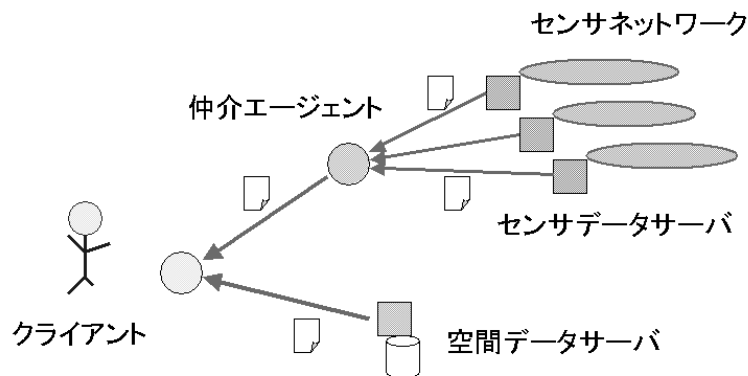 センサネットワーク
仲介エージェント
センサデータサーバ
クライアント
空間データサーバ